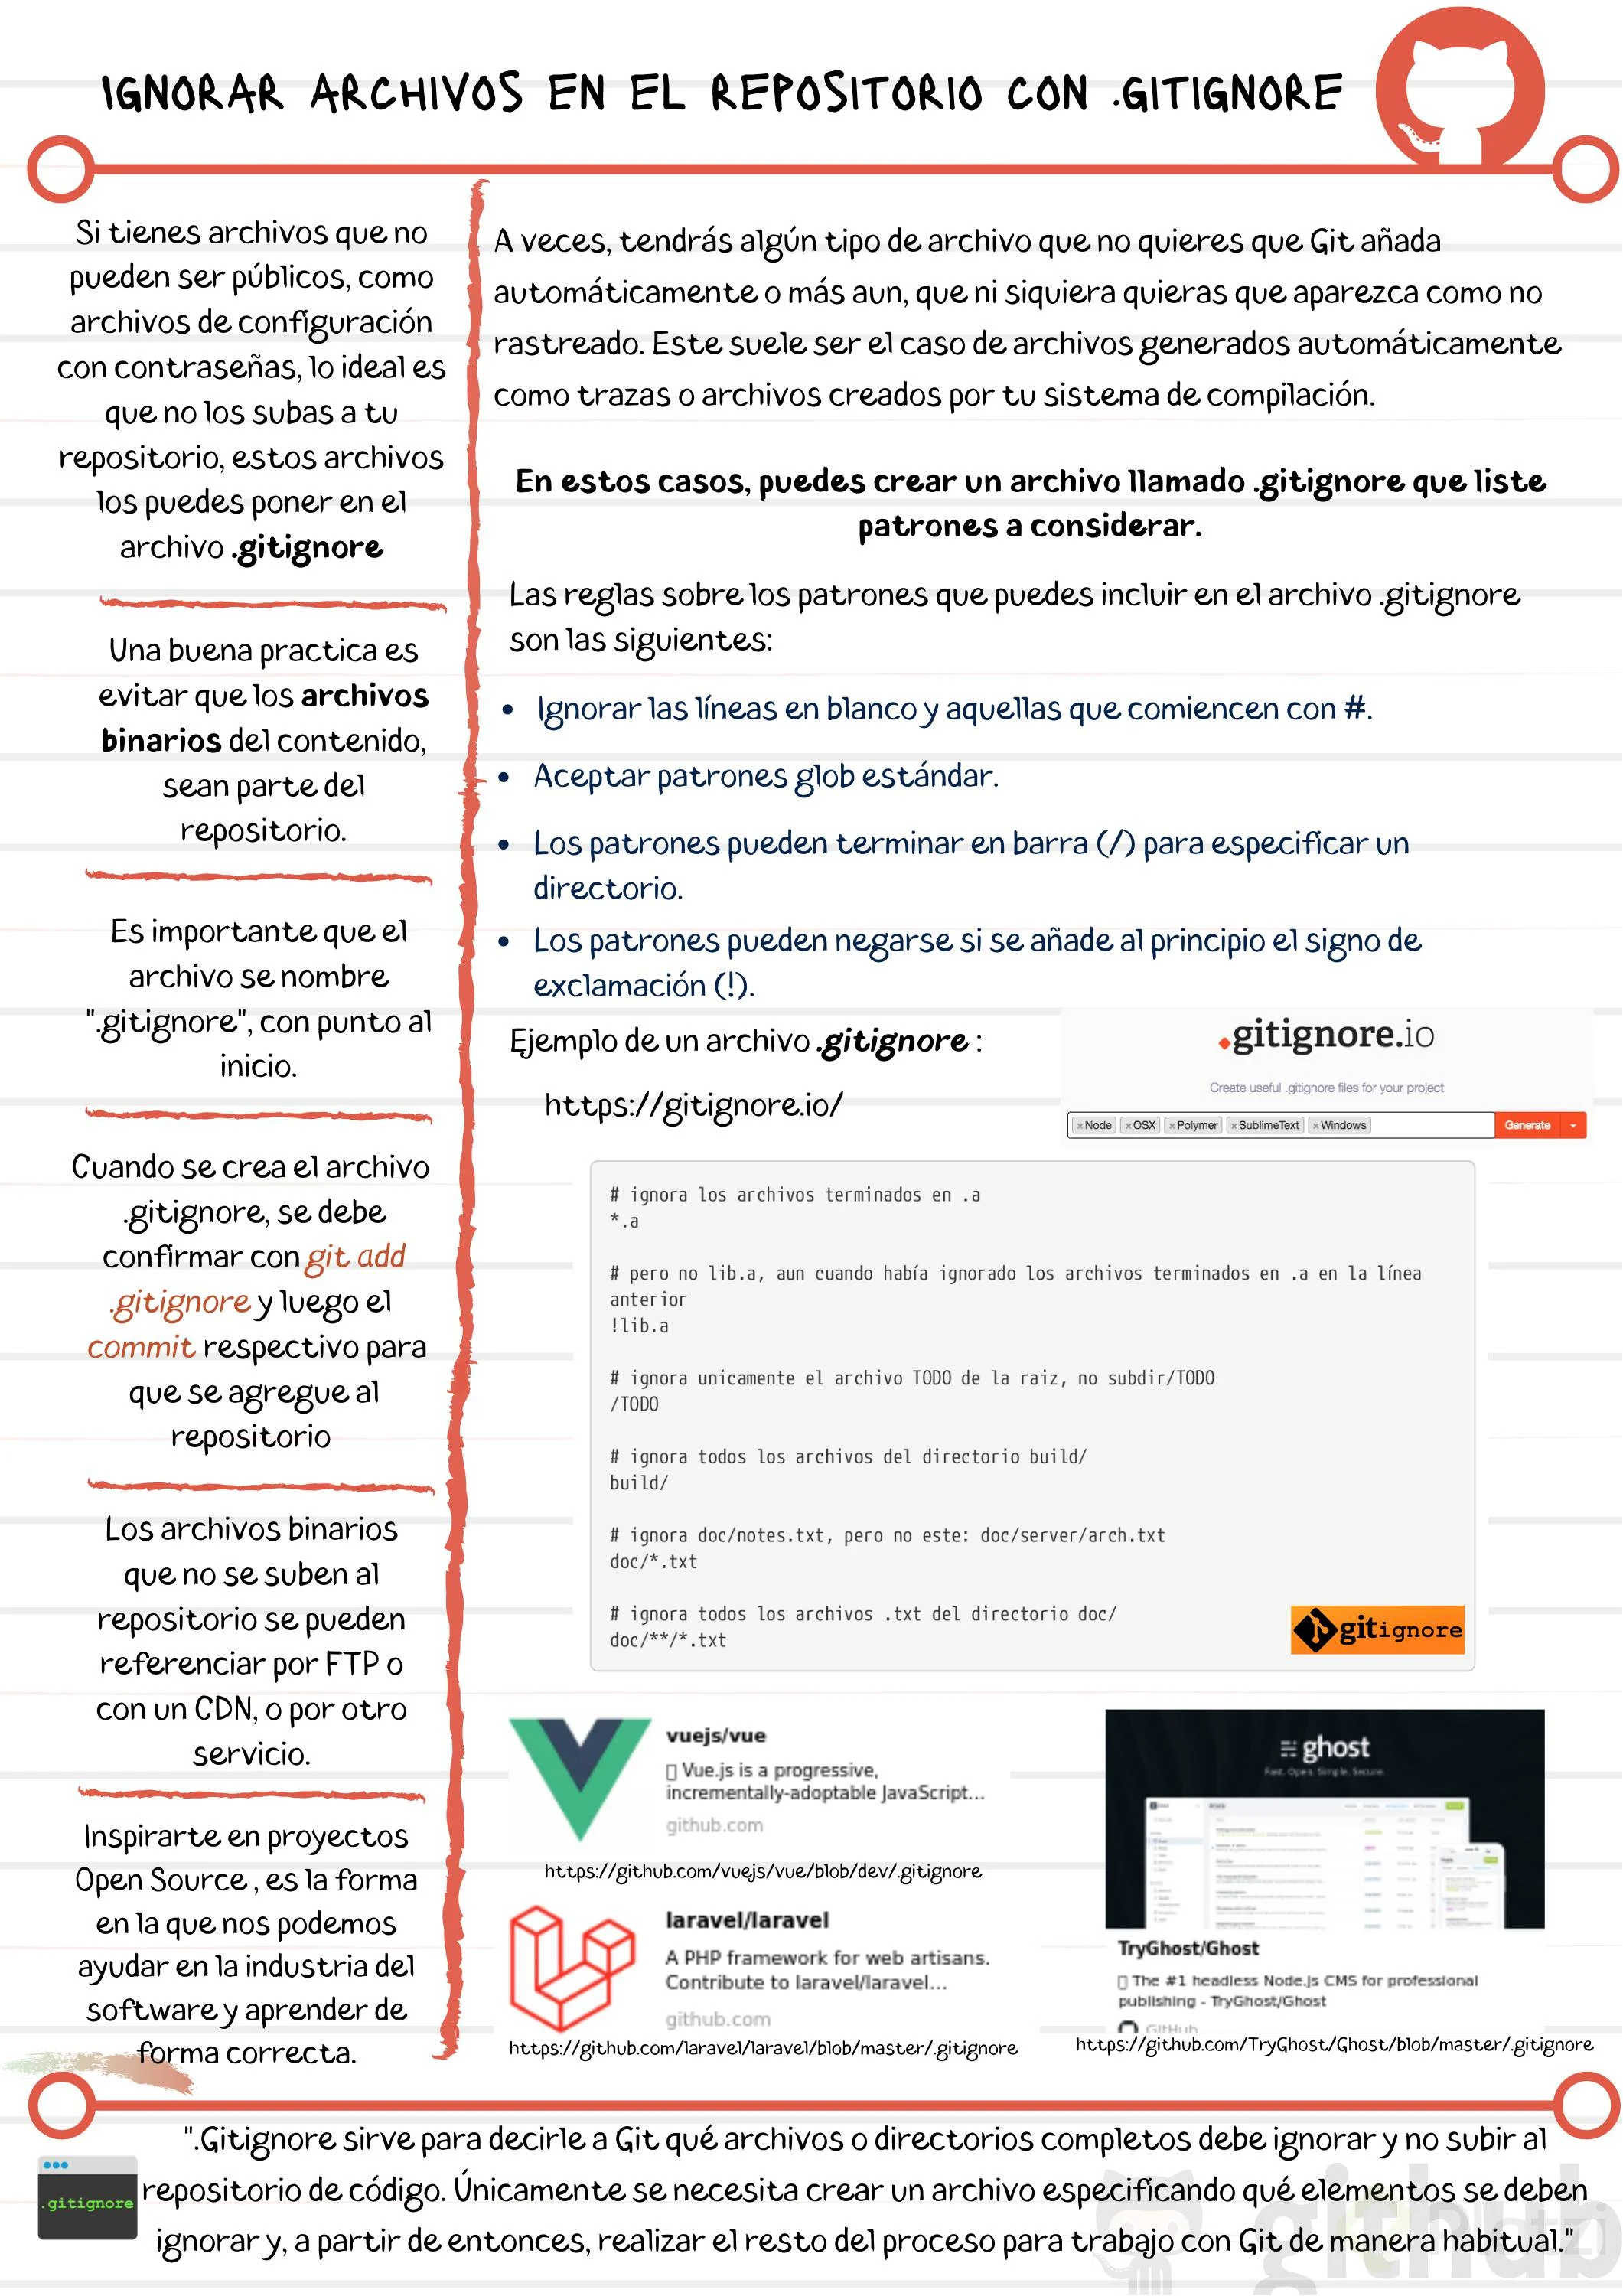 IGNORAR ARCHIVOS EN EL REPOSITORIO CON .GITIGNORE
Si tienes archivos que no
pueden ser públicos, como
archivos de configuración
con contraseñas, lo ideal es
que no los subas a tu
repositorio, estos archivos
los puedes poner en el
archivo .gitignore
Una buena practica es
evitar que los archivos
binarios del contenido,
sean parte del
repositorio.
Es importante que el
archivo se nombre
".gitignore", con punto al
inicio.
Cuando se crea el archivo
.gitignore, se debe
confirmar con git add
.gitignore y luego el
commit respectivo para
que se agregue al
repositorio
Los archivos binarios
que no se suben al
repositorio se pueden
referenciar por FTP o
con un CDN, o por otro
servicio.
Inspirarte en proyectos
Open Source , es la forma
en la que nos podemos
ayudar en la industria del
software y aprender de
forma correcta.
A veces, tendrás algún tipo de archivo que no quieres que Git añada
automáticamente o más aun, que ni siquiera quieras que aparezca como no
rastreado. Este suele ser el caso de archivos generados automáticamente
como trazas o archivos creados por tu sistema de compilación.
En estos casos, puedes crear un archivo llamado .gitignore que liste
patrones a considerar.
Las reglas sobre los patrones que puedes incluir en el archivo .gitignore
son las siguientes:
• Ignorar las líneas en blanco y aquellas que comiencen con #.
• Aceptar patrones glob estándar.
• Los patrones pueden terminar en barra (/) para especificar un
directorio.
• Los patrones pueden negarse si se añade al principio el signo de
exclamación (!).
Ejemplo de un archivo .gitignore :
https://gitignore.io/
.gitignore.io
Create useful .gitignore files for your project
× Node × OSX × Polymer × SublimeText × Windows Generate
# ignora los archivos terminados en .a
*.a
# pero no lib.a, aun cuando había ignorado los archivos terminados en .a en la línea
anterior
!lib.a
# ignora unicamente el archivo TODO de la raiz, no subdir/TODO
/TODO
# ignora todos los archivos del directorio build/
build/
# ignora doc/notes.txt, pero no este: doc/server/arch.txt
doc/*.txt
# ignora todos los archivos .txt del directorio doc/
doc/**/*.txt
gitignore
vuejs/vue
Vue.js is a progressive,
incrementally-adoptable JavaScript...
github.com
https://github.com/vuejs/vue/blob/dev/.gitignore
laravel/laravel
A PHP framework for web artisans.
Contribute to laravel/laravel...
github.com
https://github.com/laravel/laravel/blob/master/.gitignore
ghost
Fast. Open. Simple. Secure.
TryGhost/Ghost
The #1 headless Node.js CMS for professional
publishing - TryGhost/Ghost
GitHub
https://github.com/TryGhost/Ghost/blob/master/.gitignore
.gitignore
".Gitignore sirve para decirle a Git qué archivos o directorios completos debe ignorar y no subir al
repositorio de código. Únicamente se necesita crear un archivo especificando qué elementos se deben
ignorar y, a partir de entonces, realizar el resto del proceso para trabajo con Git de manera habitual."
github
Platzi